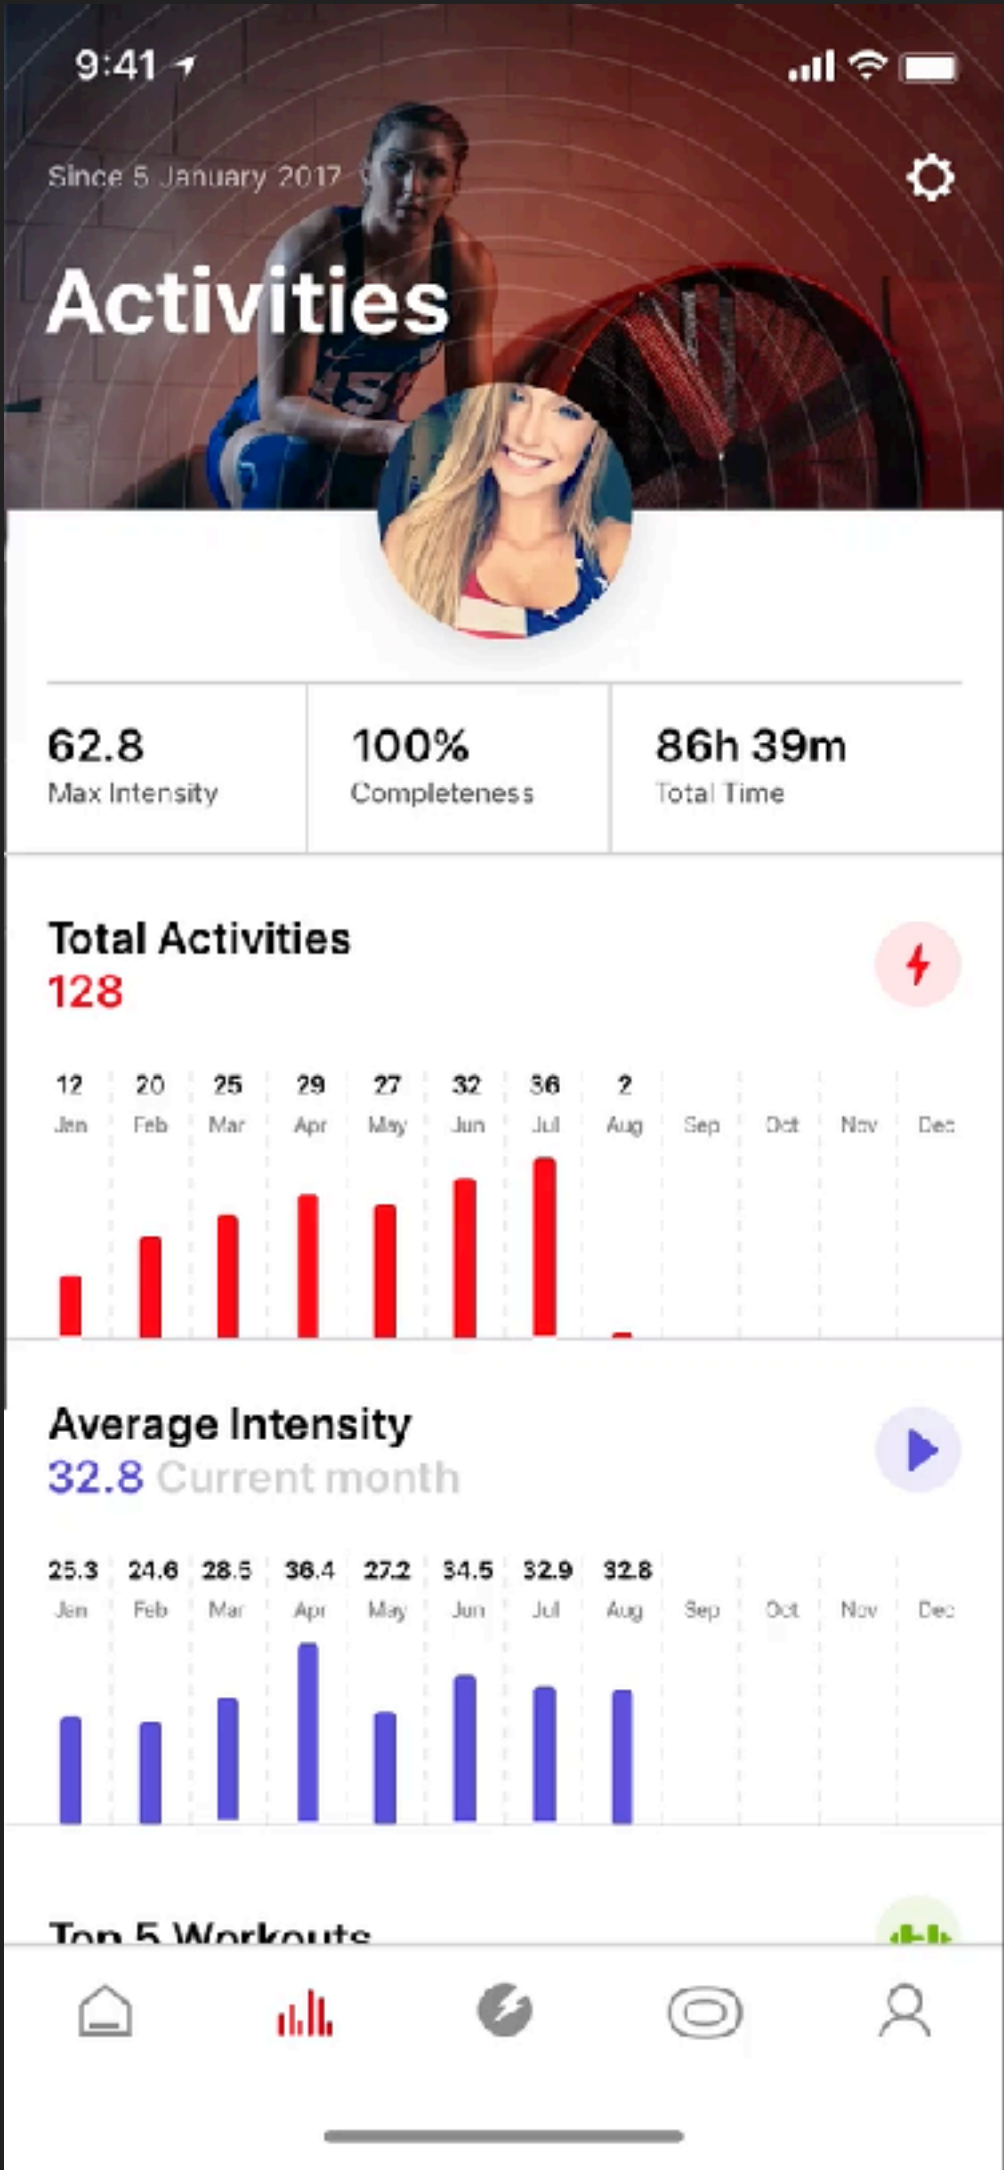 9:41
Since 5 January 2017
Activities
62.8 100% 86h 39m
Max Intensity Completeness Total Time
Total Activities
128
12 20 25 29 27 32 36 2
Jan Feb Mar Apr May Jun Jul Aug Sep Oct Nov Dec
Average Intensity
32.8 Current month
25.3 24.6 28.5 36.4 27.2 34.5 32.9 32.8
Jan Feb Mar Apr May Jun Jul Aug Sep Oct Nov Dec
Top 5 Workouts